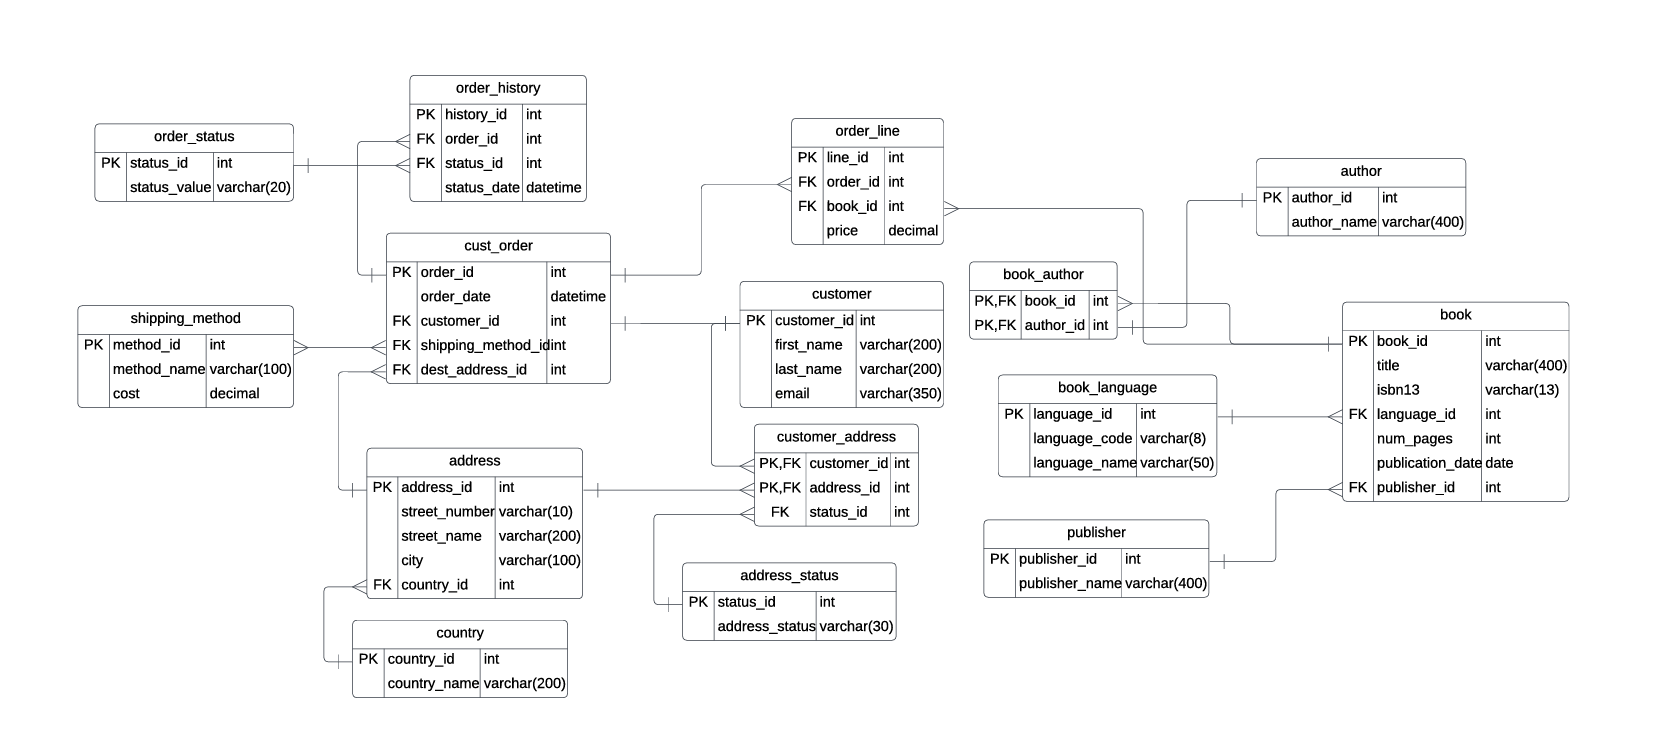 order_history
PK history_id int
FK order_id int
FK status_id int
status_date datetime
order_status
PK status_id int
status_value varchar(20)
order_line
PK line_id int
FK order_id int
FK book_id int
price decimal
author
PK author_id int
author_name varchar(400)
cust_order
PK order_id int
order_date datetime
FK customer_id int
FK shipping_method_id int
FK dest_address_id int
book_author
PK,FK book_id int
PK,FK author_id int
customer
PK customer_id int
first_name varchar(200)
last_name varchar(200)
email varchar(350)
shipping_method
PK method_id int
method_name varchar(100)
cost decimal
book
PK book_id int
title varchar(400)
isbn13 varchar(13)
FK language_id int
num_pages int
publication_date date
FK publisher_id int
book_language
PK language_id int
language_code varchar(8)
language_name varchar(50)
customer_address
PK,FK customer_id int
PK,FK address_id int
FK status_id int
address
PK address_id int
street_number varchar(10)
street_name varchar(200)
city varchar(100)
FK country_id int
publisher
PK publisher_id int
publisher_name varchar(400)
address_status
PK status_id int
address_status varchar(30)
country
PK country_id int
country_name varchar(200)